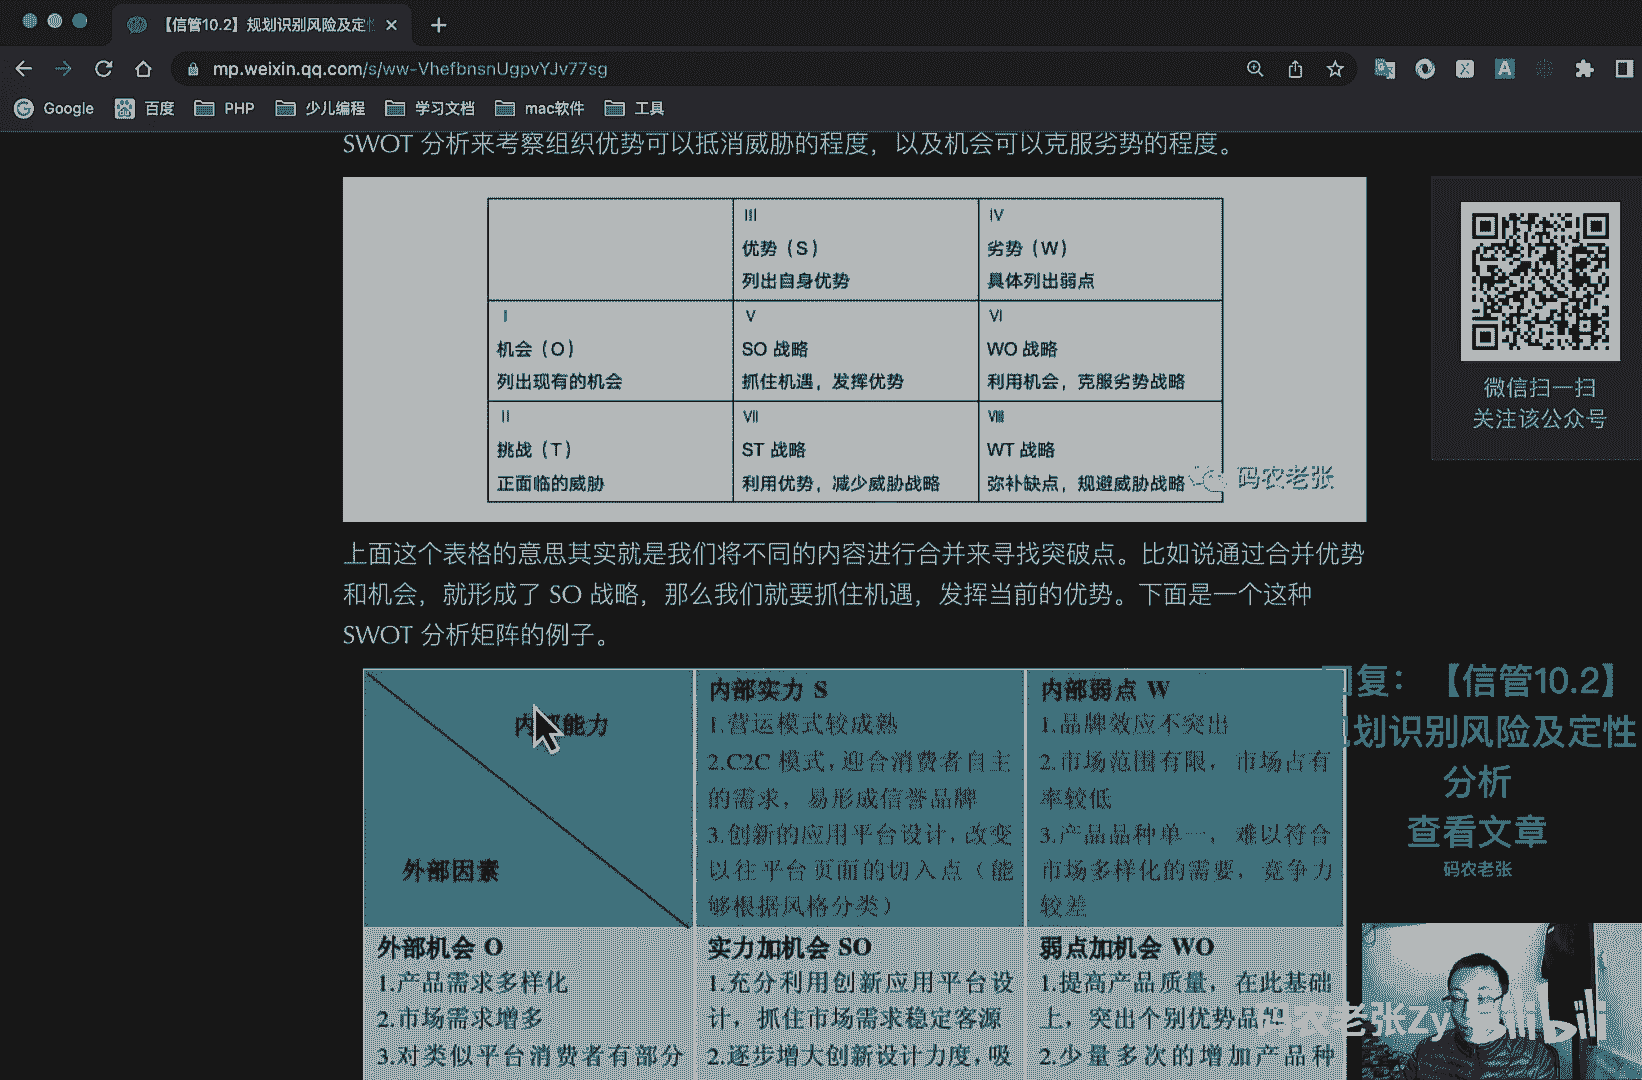 【信管10.2】规划识别风险及定性
mp.weixin.qq.com/s/ww-VhefbnsnUgpvYJv77sg
Google 百度 PHP 少儿编程 学习文档 mac软件 工具
SWOT 分析来考察组织优势可以抵消威胁的程度，以及机会可以克服劣势的程度。
III
优势（S）
列出自身优势
IV
劣势（W）
具体列出弱点
I
机会（O）
列出现有的机会
V
SO 战略
抓住机遇，发挥优势
VI
WO 战略
利用机会，克服劣势战略
II
挑战（T）
正面临的威胁
VII
ST 战略
利用优势，减少威胁战略
VIII
WT 战略
弥补缺点，规避威胁战略
码农老张
微信扫一扫
关注该公众号
上面这个表格的意思其实就是我们将不同的内容进行合并来寻找突破点。比如说通过合并优势
和机会，就形成了 SO 战略，那么我们就要抓住机遇，发挥当前的优势。下面是一个这种
SWOT 分析矩阵的例子。
内部能力
外部因素
内部实力 S
1.营运模式较成熟
2.C2C 模式，迎合消费者自主
的需求，易形成信誉品牌
3.创新的应用平台设计，改变
以往平台页面的切入点（能
够根据风格分类）
内部弱点 W
1.品牌效应不突出
2.市场范围有限，市场占有
率较低
3.产品品种单一，难以符合
市场多样化的需要，竞争力
较差
外部机会 O
1.产品需求多样化
2.市场需求增多
3.对类似平台消费者有部分
实力加机会 SO
1.充分利用创新应用平台设
计，抓住市场需求稳定客源
2.逐步增大创新设计力度，吸
弱点加机会 WO
1.提高产品质量，在此基础
上，突出个别优势品
2.少量多次的增加产品种
回复：【信管10.2】
规划识别风险及定性
分析
查看文章
码农老张
码农老张Zy bilibili